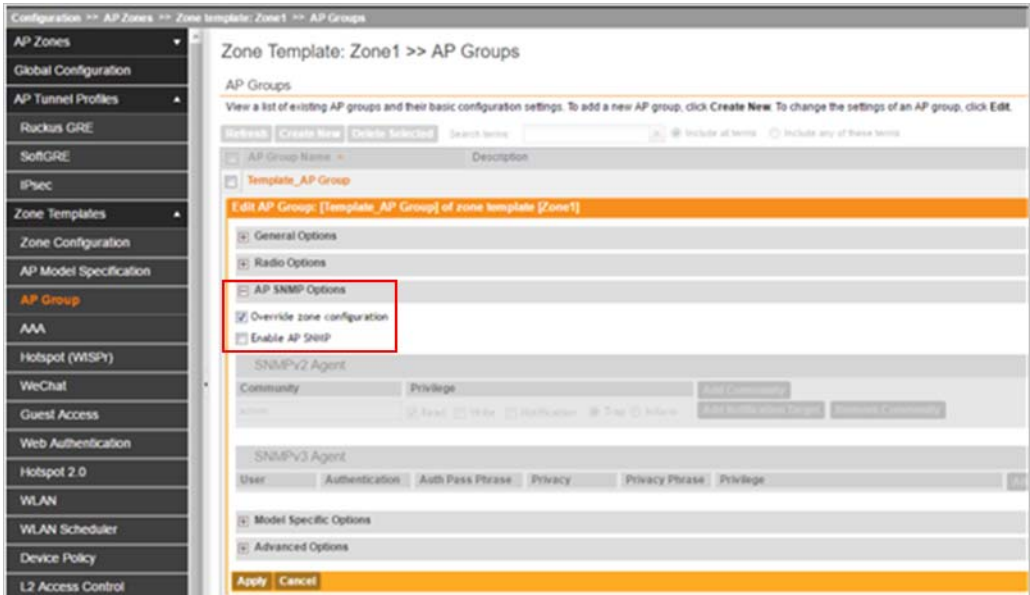 Configuration >> AP Zones >> Zone template: Zone1 >> AP Groups
AP Zones
Global Configuration
AP Tunnel Profiles
Ruckus GRE
SoftGRE
IPsec
Zone Templates
Zone Configuration
AP Model Specification
AP Group
AAA
Hotspot (WISPr)
WeChat
Guest Access
Web Authentication
Hotspot 2.0
WLAN
WLAN Scheduler
Device Policy
L2 Access Control
Zone Template: Zone1 >> AP Groups
AP Groups
View a list of existing AP groups and their basic configuration settings. To add a new AP group, click Create New. To change the settings of an AP group, click Edit.
Refresh Create New Delete Selected Search terms Include all terms Include any of these terms
AP Group Name Description
Template_AP Group
Edit AP Group: [Template_AP Group] of zone template [Zone1]
General Options
Radio Options
AP SNMP Options
Override zone configuration
Enable AP SNMP
SNMPv2 Agent
Community Privilege Add Community
Read Write Notification Trap Inform Add Notification Target Remove Community
SNMPv3 Agent
User Authentication Auth Pass Phrase Privacy Privacy Phrase Privilege
Model Specific Options
Advanced Options
Apply Cancel